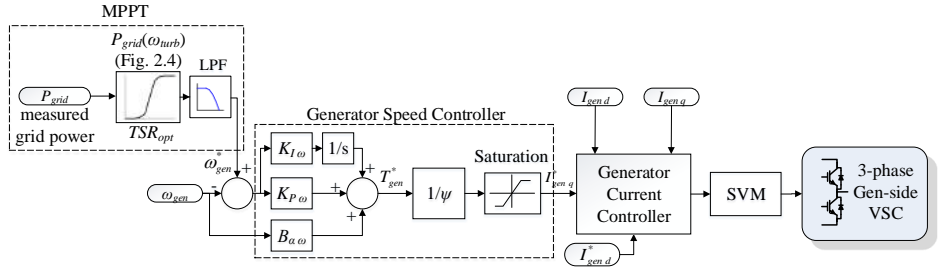 MPPT
P_grid(ω_turb)
(Fig. 2.4)
LPF
P_grid
measured
grid power
TSR_opt
Generator Speed Controller
ω*_gen
+
-
ω_gen
K_Iω
1/s
K_Pω
B_αω
+
+
+
T*_gen
1/ψ
Saturation
I*_gen q
I_gen d
I_gen q
Generator
Current
Controller
I*_gen d
SVM
3-phase
Gen-side
VSC